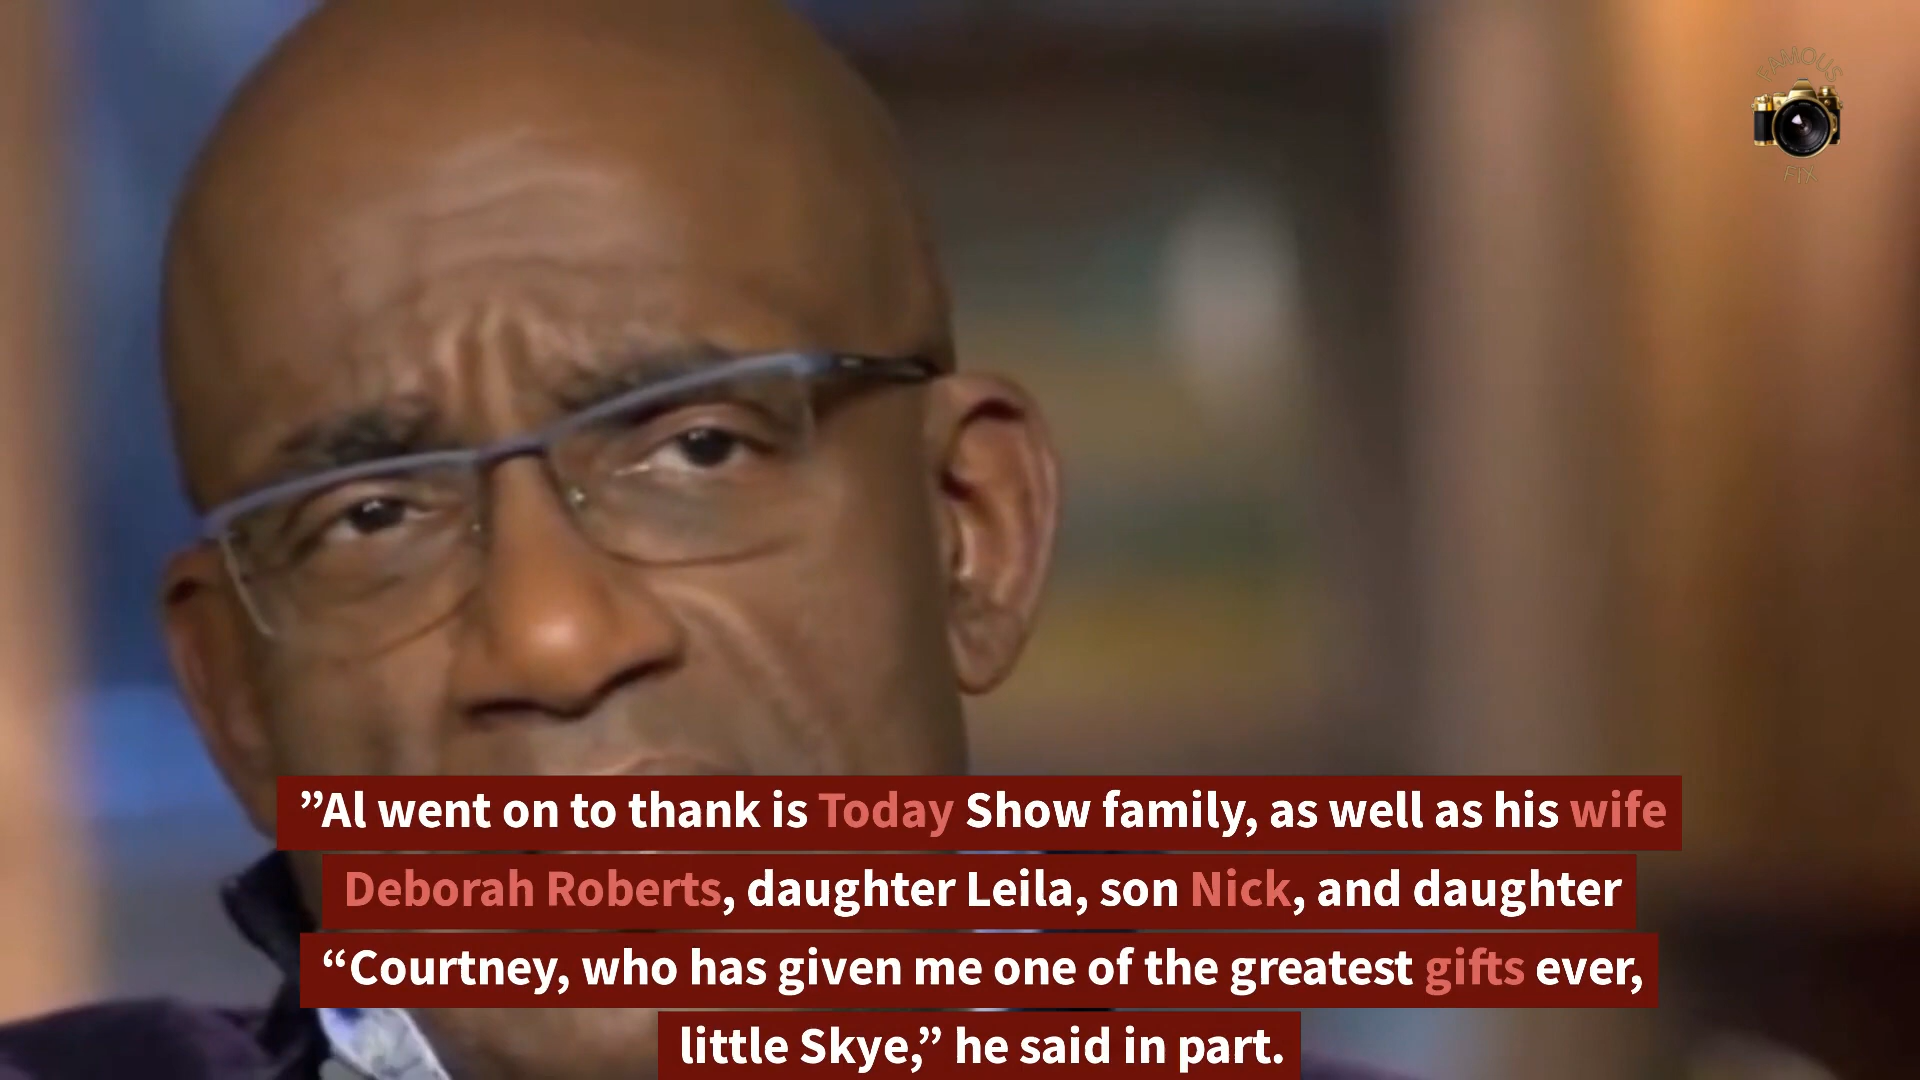 FAMOUS
FIX
”Al went on to thank is Today Show family, as well as his wife
Deborah Roberts, daughter Leila, son Nick, and daughter
“Courtney, who has given me one of the greatest gifts ever,
little Skye,” he said in part.